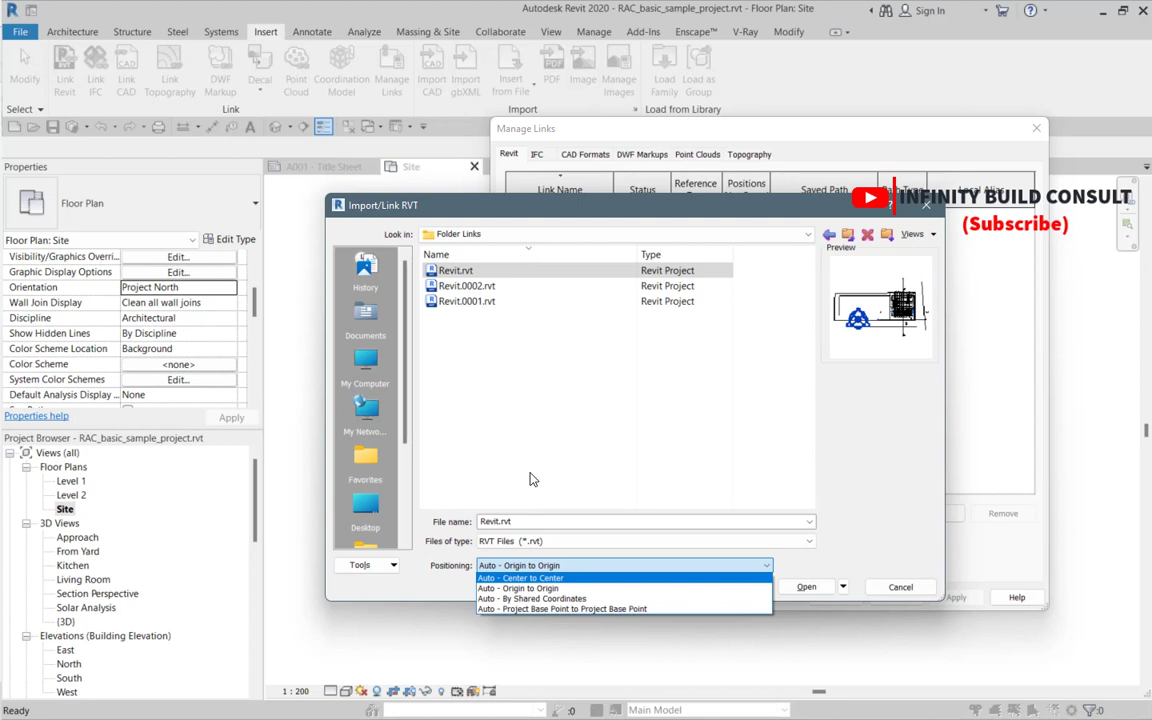 Autodesk Revit 2020 - RAC_basic_sample_project.rvt - Floor Plan: Site
Sign In
File Architecture Structure Steel Systems Insert Annotate Analyze Massing & Site Collaborate View Manage Add-Ins Enscape™ V-Ray Modify
Modify
Link Revit
Link IFC
Link CAD
Link Topography
DWF Markup
Decal
Point Cloud
Coordination Model
Manage Links
Import CAD
Import gbXML
Insert from File
PDF
Image
Manage Images
Load Family
Load as Group
Select
Link
Import
Load from Library
Manage Links
Revit IFC CAD Formats DWF Markups Point Clouds Topography
Link Name Status Reference Positions Saved Path
INFINITY BUILD CONSULT
(Subscribe)
Properties
A001 - Title Sheet
Site
Floor Plan
Floor Plan: Site
Edit Type
Visibility/Graphics Overri... Edit...
Graphic Display Options Edit...
Orientation Project North
Wall Join Display Clean all wall joins
Discipline Architectural
Show Hidden Lines By Discipline
Color Scheme Location Background
Color Scheme <none>
System Color Schemes Edit...
Default Analysis Display ... None
Properties help
Apply
Project Browser - RAC_basic_sample_project.rvt
Views (all)
Floor Plans
Level 1
Level 2
Site
3D Views
Approach
From Yard
Kitchen
Living Room
Section Perspective
Solar Analysis
{3D}
Elevations (Building Elevation)
East
North
South
West
Import/Link RVT
Look in: Folder Links
Views
Preview
Name Type
Revit.rvt Revit Project
Revit.0002.rvt Revit Project
Revit.0001.rvt Revit Project
History
Documents
My Computer
My Netwo...
Favorites
Desktop
File name: Revit.rvt
Files of type: RVT Files (*.rvt)
Tools
Positioning: Auto - Origin to Origin
Auto - Center to Center
Auto - Origin to Origin
Auto - By Shared Coordinates
Auto - Project Base Point to Project Base Point
Open
Cancel
Remove
Apply
Help
1 : 200
Ready
:0
Main Model
:0